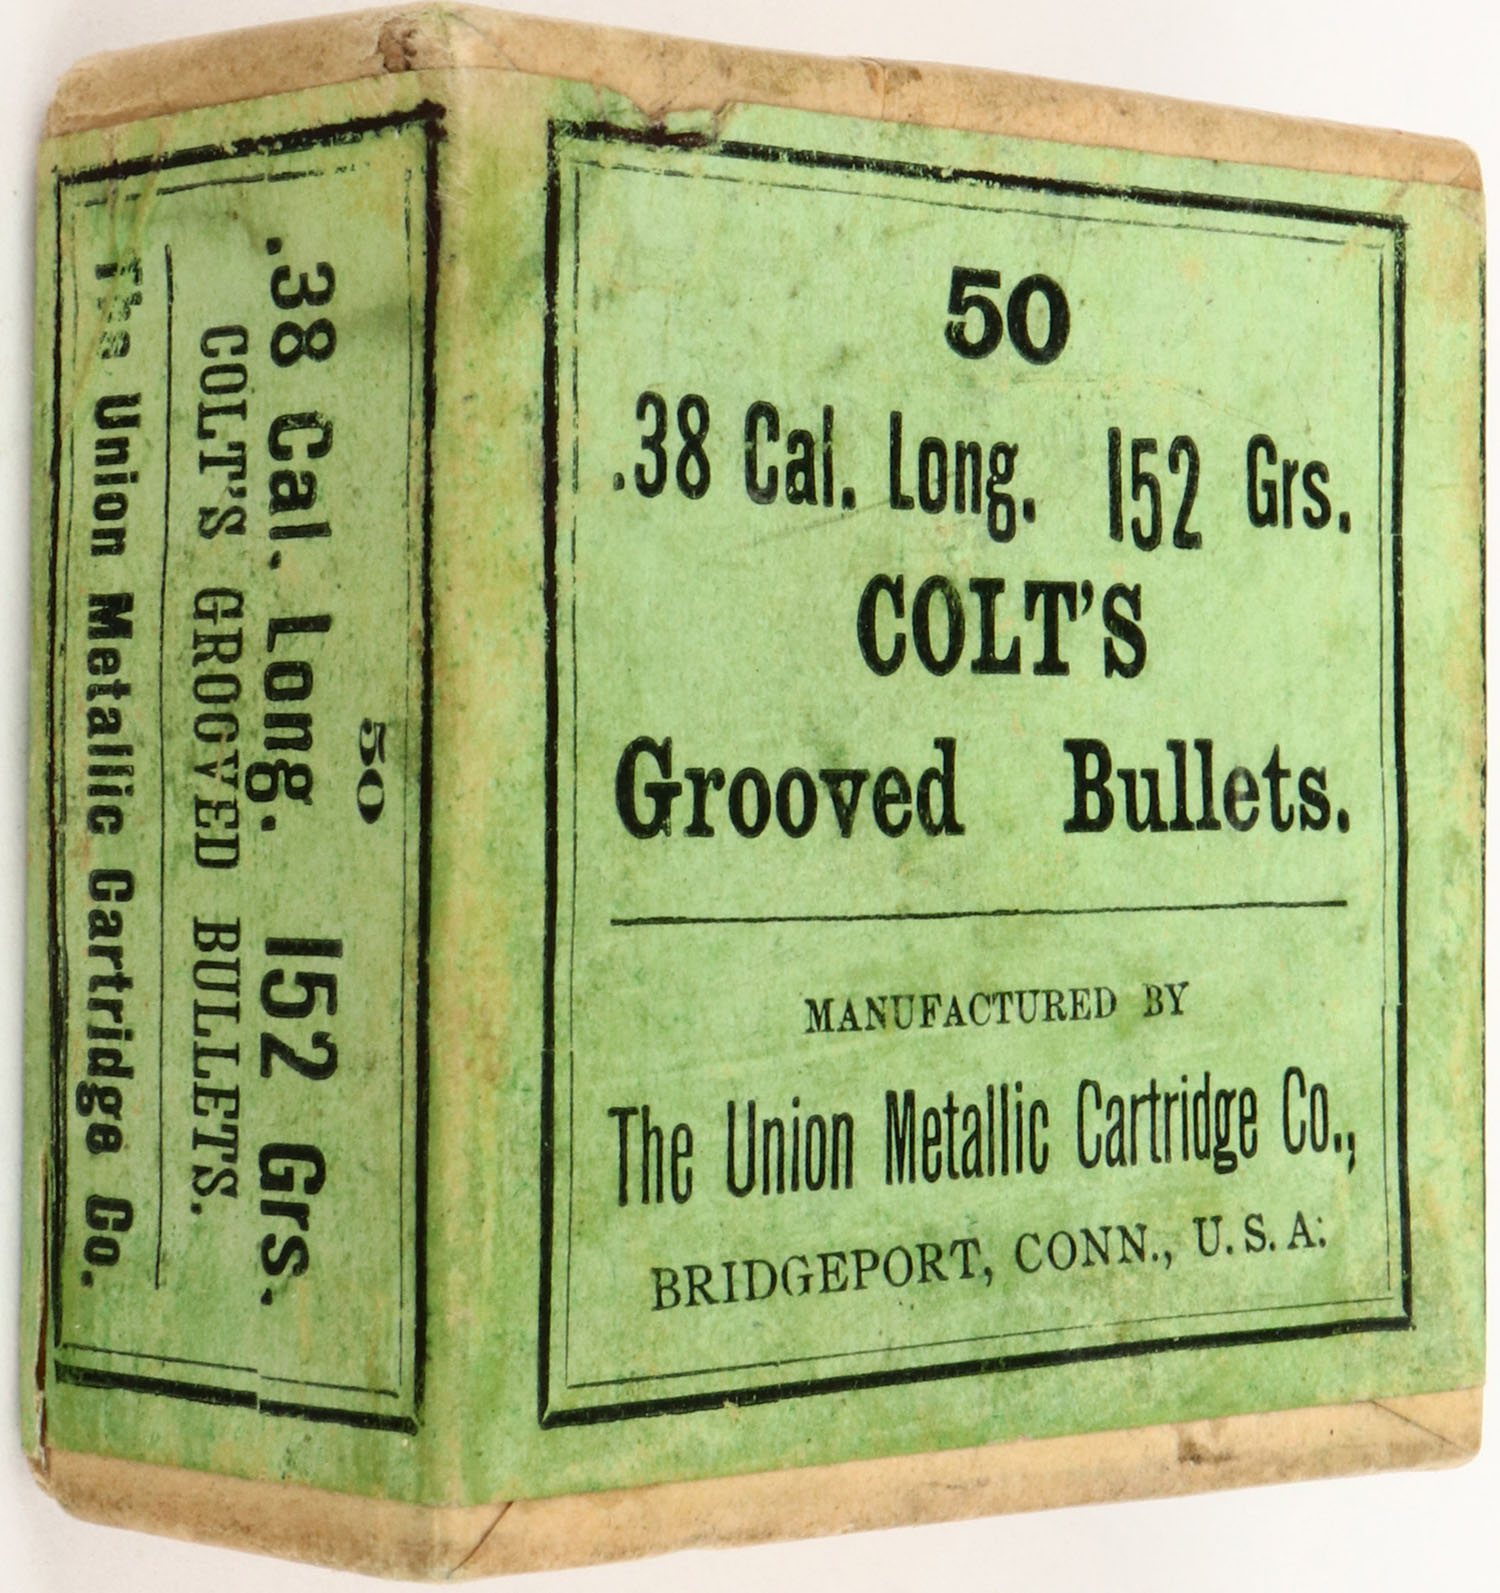 50
.38 Cal. Long. 152 Grs.
COLT'S
Grooved Bullets.
MANUFACTURED BY
The Union Metallic Cartridge Co.,
BRIDGEPORT, CONN., U.S.A.
50
.38 Cal. Long. 152 Grs.
COLT'S GROOVED BULLETS.
The Union Metallic Cartridge Co.